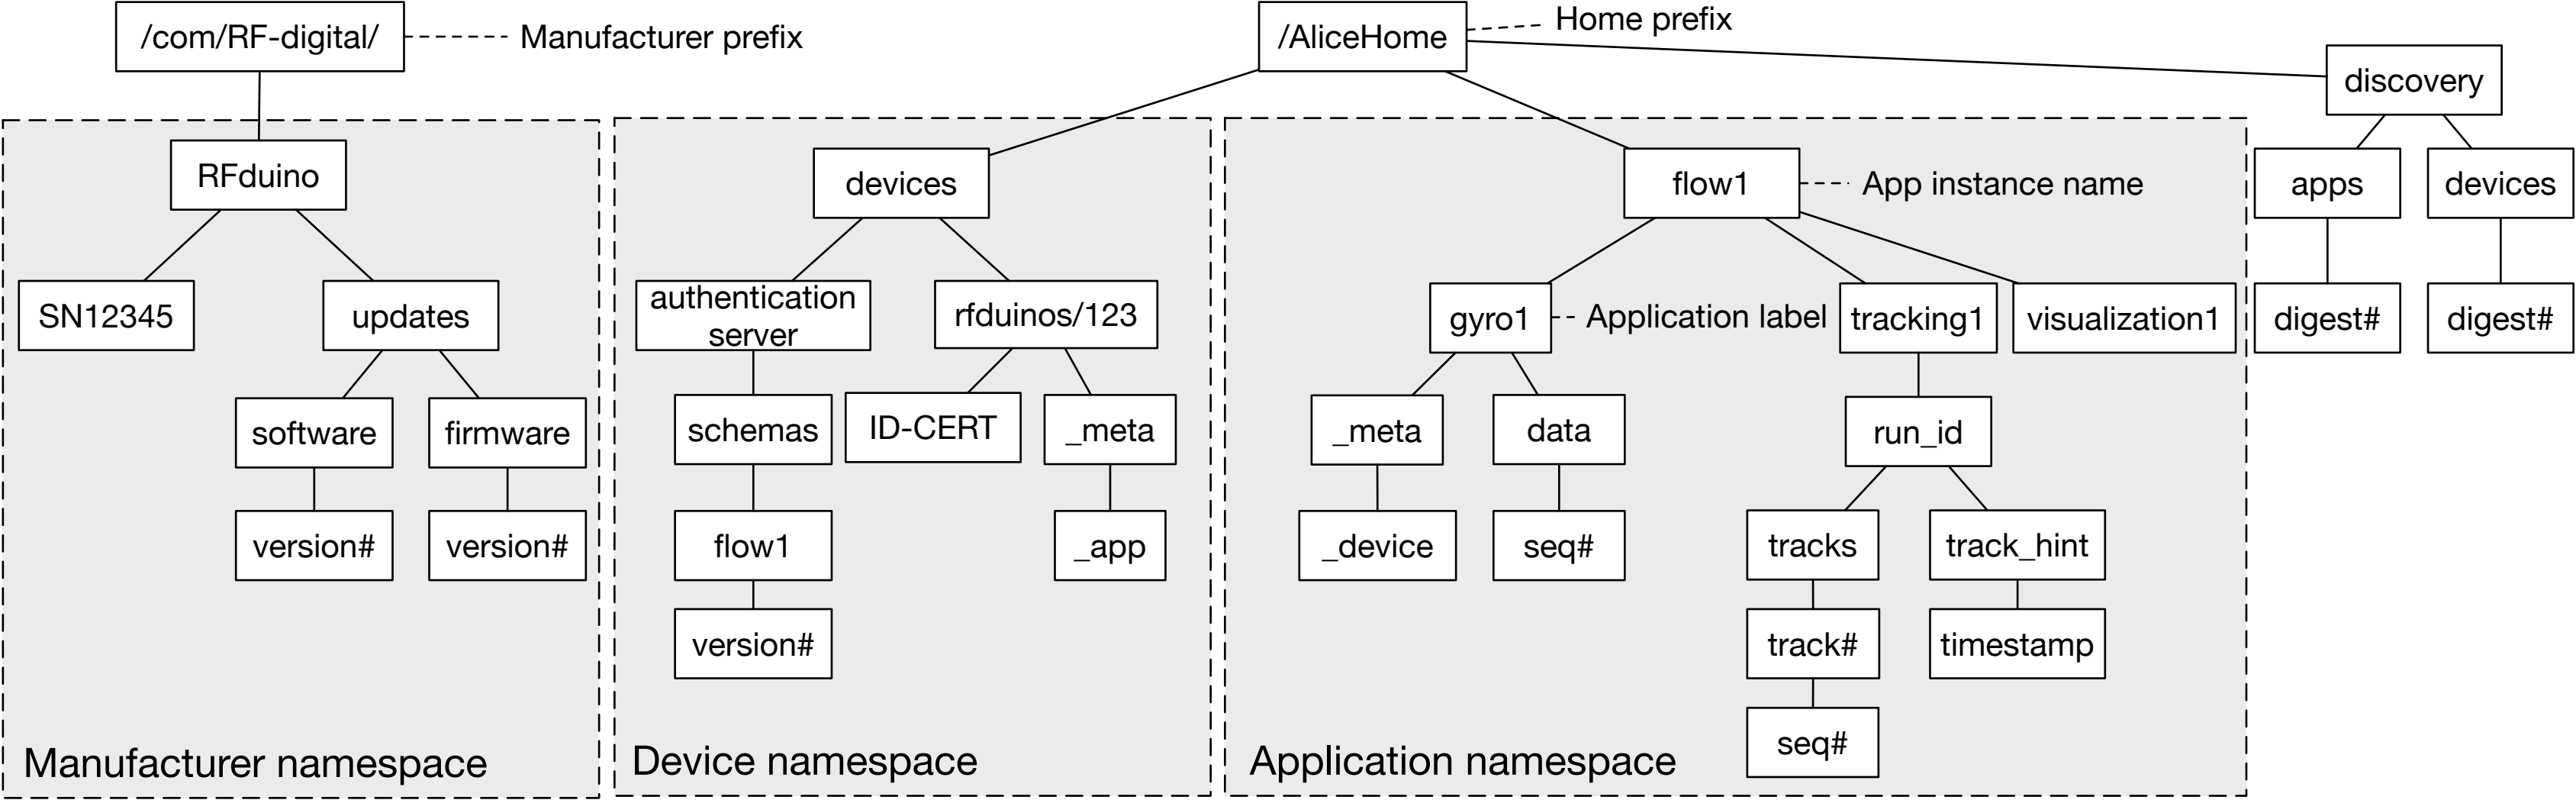 /com/RF-digital/
Manufacturer prefix
RFduino
SN12345
updates
software
firmware
version#
version#
Manufacturer namespace
/AliceHome
Home prefix
devices
authentication
server
rfduinos/123
schemas
ID-CERT
_meta
flow1
_app
version#
Device namespace
flow1
App instance name
gyro1
Application label
tracking1
visualization1
_meta
data
run_id
_device
seq#
tracks
track_hint
track#
timestamp
seq#
Application namespace
discovery
apps
devices
digest#
digest#